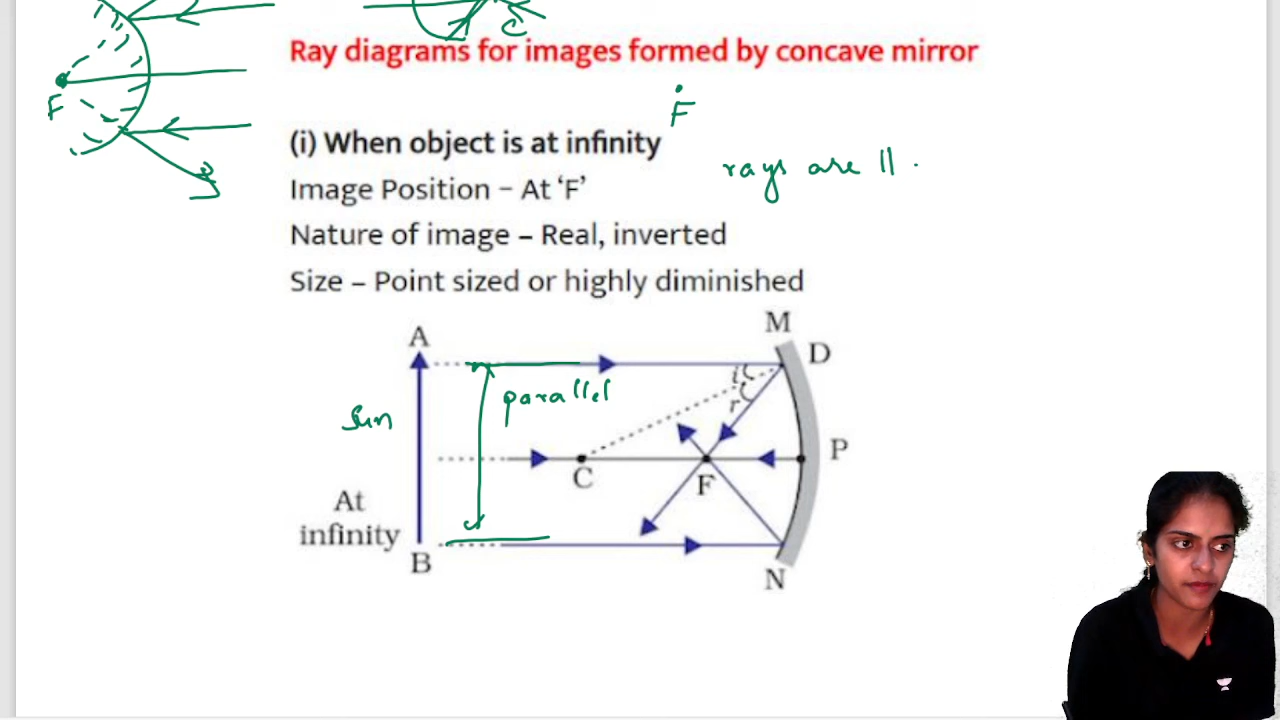 C
Ray diagrams for images formed by concave mirror
F
F
(i) When object is at infinity
rays are ||.
Image Position – At ‘F’
Nature of image – Real, inverted
Size – Point sized or highly diminished
M
A
D
i
parallel
r
Sun
P
C
F
At
infinity
B
N